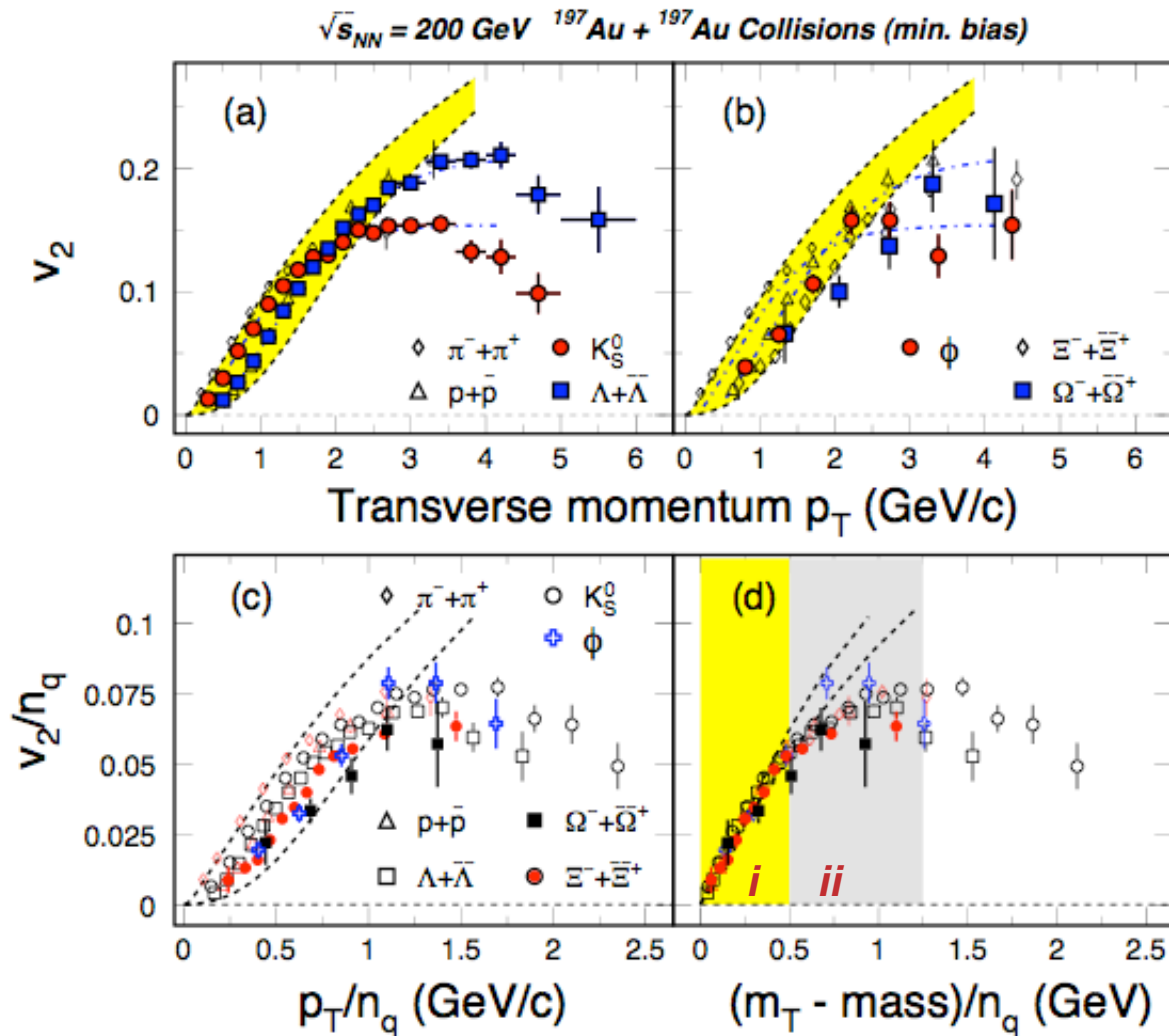 √s_NN = 200 GeV ¹⁹⁷Au + ¹⁹⁷Au Collisions (min. bias)
v₂
(a)
0.2
0.1
0
π⁻+π⁺ K⁰_S
p+p̄ Λ+Λ̄
0 1 2 3 4 5 6
(b)
ϕ Ξ⁻+Ξ̄⁺
Ω⁻+Ω̄⁺
0 1 2 3 4 5 6
Transverse momentum p_T (GeV/c)
v₂/n_q
(c)
0.1
0.075
0.05
0.025
0
π⁻+π⁺ K⁰_S
ϕ
p+p̄ Ω⁻+Ω̄⁺
Λ+Λ̄ Ξ⁻+Ξ̄⁺
0 0.5 1 1.5 2 2.5
p_T/n_q (GeV/c)
(d)
i ii
0 0.5 1 1.5 2 2.5
(m_T - mass)/n_q (GeV)